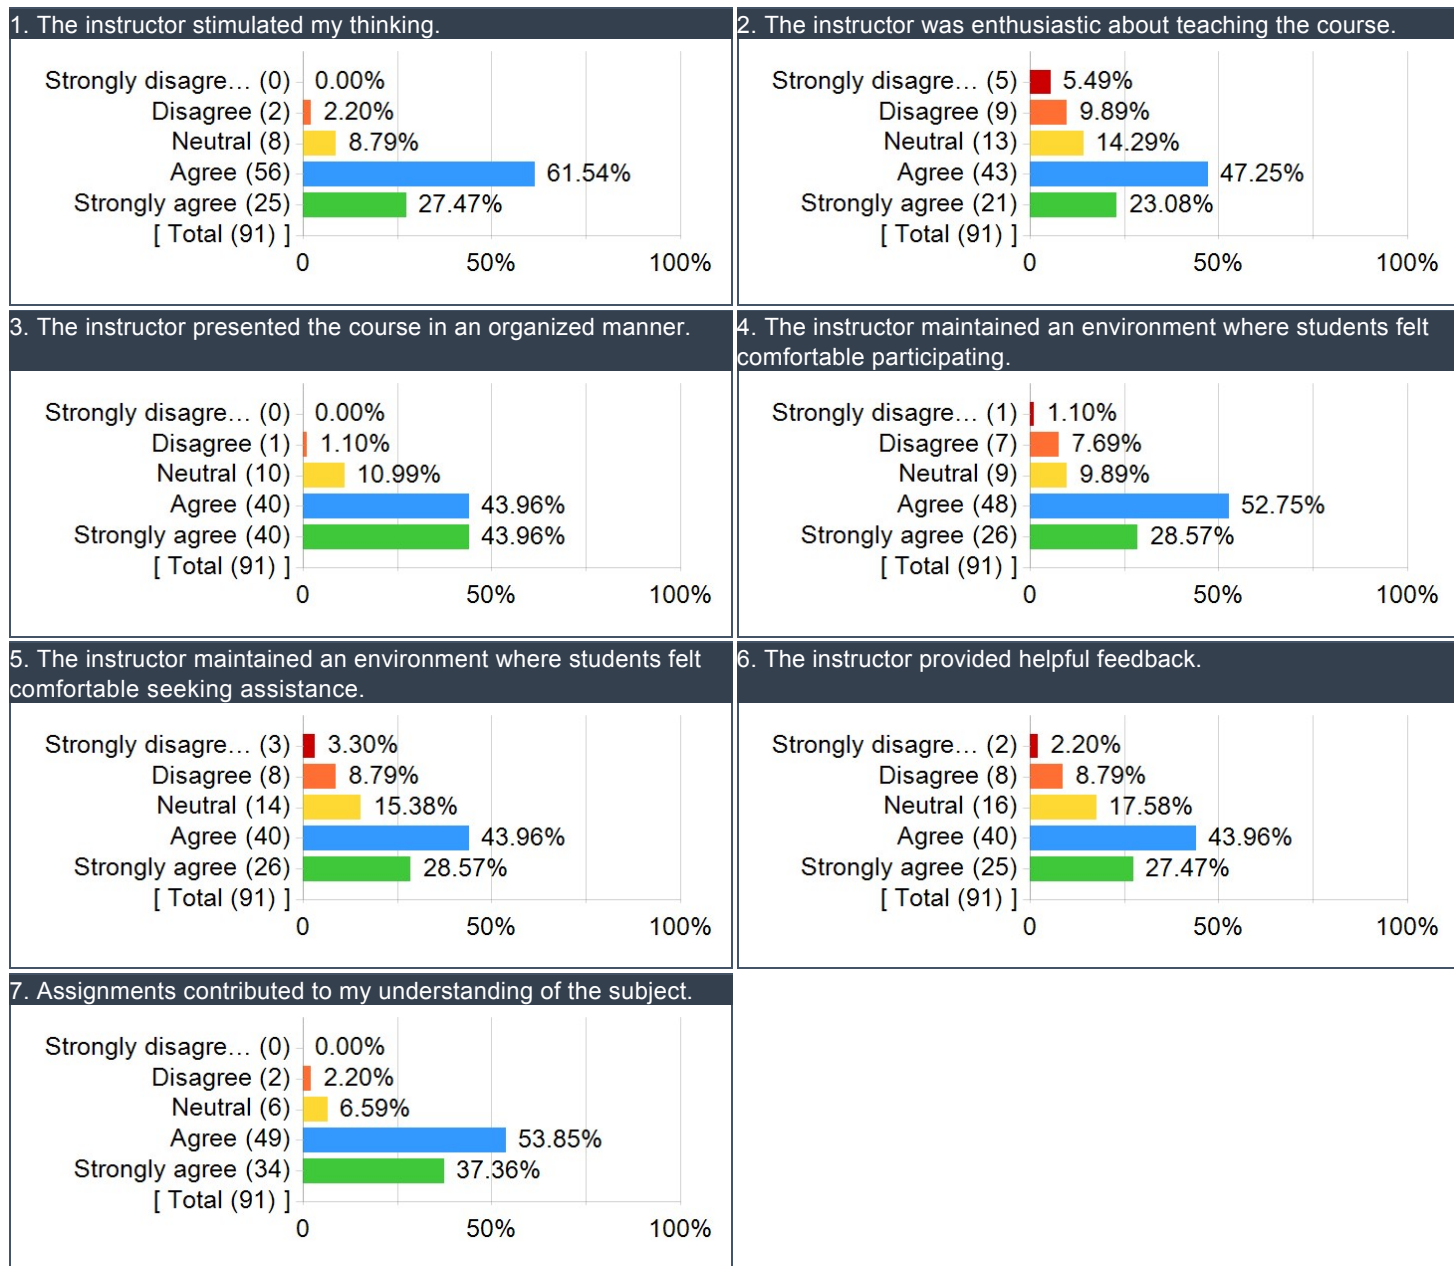 1. The instructor stimulated my thinking.
Strongly disagre... (0) 0.00%
Disagree (2) 2.20%
Neutral (8) 8.79%
Agree (56) 61.54%
Strongly agree (25) 27.47%
[ Total (91) ]
0 50% 100%
2. The instructor was enthusiastic about teaching the course.
Strongly disagre... (5) 5.49%
Disagree (9) 9.89%
Neutral (13) 14.29%
Agree (43) 47.25%
Strongly agree (21) 23.08%
[ Total (91) ]
0 50% 100%
3. The instructor presented the course in an organized manner.
Strongly disagre... (0) 0.00%
Disagree (1) 1.10%
Neutral (10) 10.99%
Agree (40) 43.96%
Strongly agree (40) 43.96%
[ Total (91) ]
0 50% 100%
4. The instructor maintained an environment where students felt
comfortable participating.
Strongly disagre... (1) 1.10%
Disagree (7) 7.69%
Neutral (9) 9.89%
Agree (48) 52.75%
Strongly agree (26) 28.57%
[ Total (91) ]
0 50% 100%
5. The instructor maintained an environment where students felt
comfortable seeking assistance.
Strongly disagre... (3) 3.30%
Disagree (8) 8.79%
Neutral (14) 15.38%
Agree (40) 43.96%
Strongly agree (26) 28.57%
[ Total (91) ]
0 50% 100%
6. The instructor provided helpful feedback.
Strongly disagre... (2) 2.20%
Disagree (8) 8.79%
Neutral (16) 17.58%
Agree (40) 43.96%
Strongly agree (25) 27.47%
[ Total (91) ]
0 50% 100%
7. Assignments contributed to my understanding of the subject.
Strongly disagre... (0) 0.00%
Disagree (2) 2.20%
Neutral (6) 6.59%
Agree (49) 53.85%
Strongly agree (34) 37.36%
[ Total (91) ]
0 50% 100%